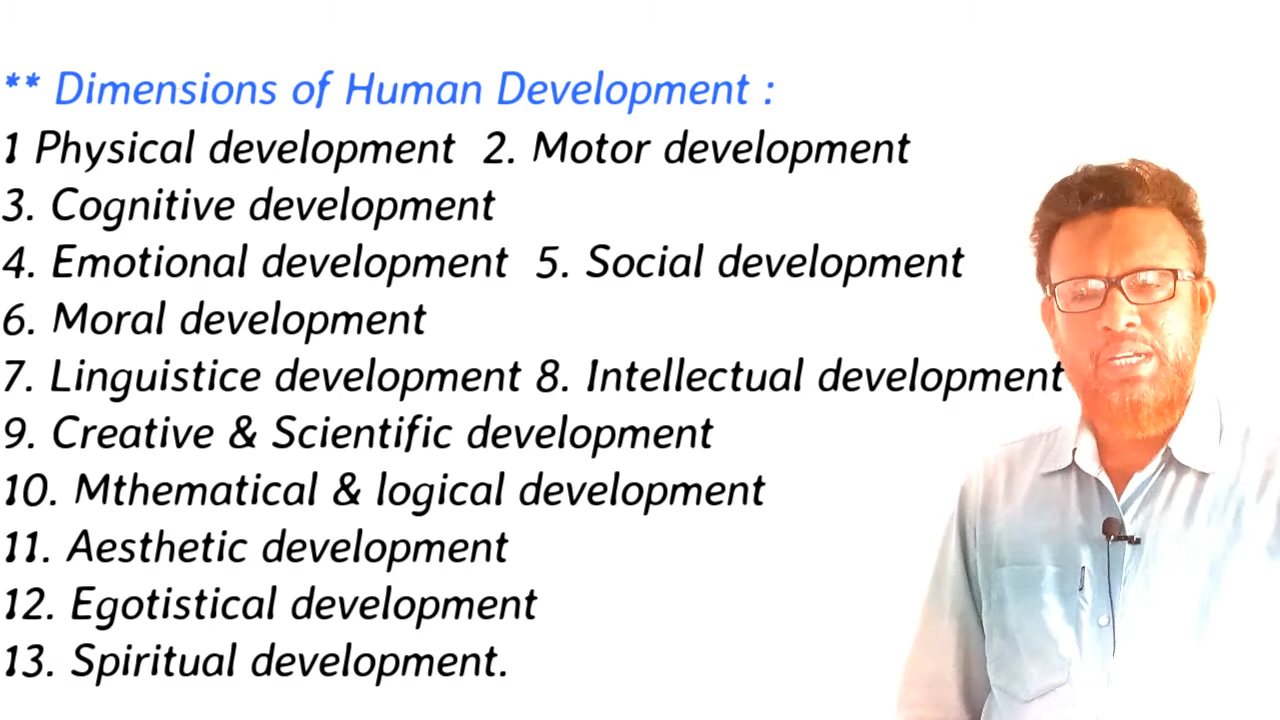 ** Dimensions of Human Development :
1 Physical development 2. Motor development
3. Cognitive development
4. Emotional development 5. Social development
6. Moral development
7. Linguistice development 8. Intellectual development
9. Creative & Scientific development
10. Mthematical & logical development
11. Aesthetic development
12. Egotistical development
13. Spiritual development.